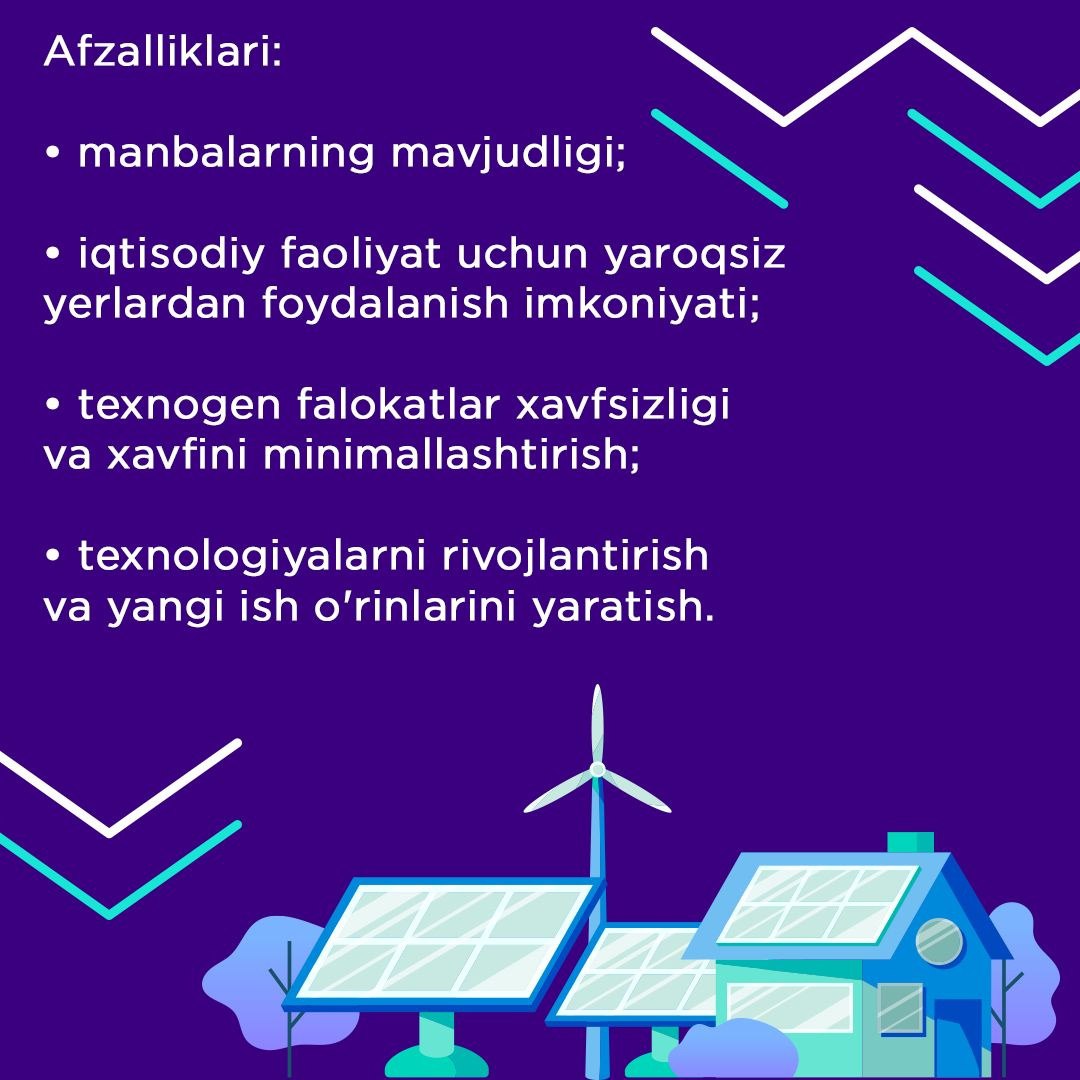 Afzalliklari:
• manbalarning mavjudligi;
• iqtisodiy faoliyat uchun yaroqsiz
yerlardan foydalanish imkoniyati;
• texnogen falokatlar xavfsizligi
va xavfini minimallashtirish;
• texnologiyalarni rivojlantirish
va yangi ish o'rinlarini yaratish.